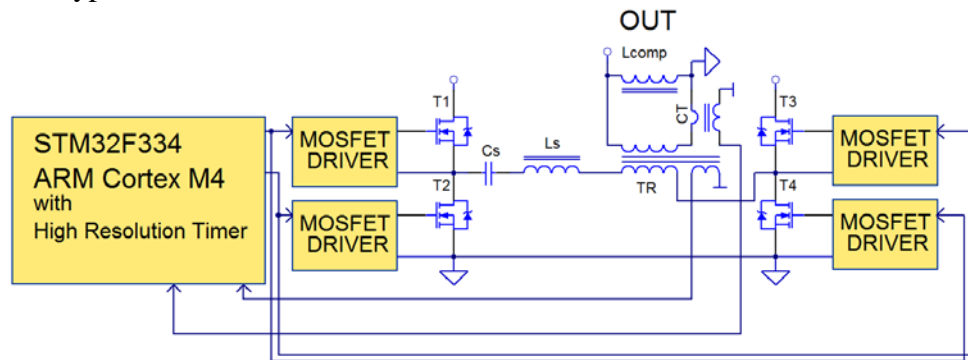 OUT
Lcomp
T1
T3
CT
STM32F334
ARM Cortex M4
with
High Resolution Timer
MOSFET
DRIVER
Cs
Ls
MOSFET
DRIVER
T2
TR
T4
MOSFET
DRIVER
MOSFET
DRIVER